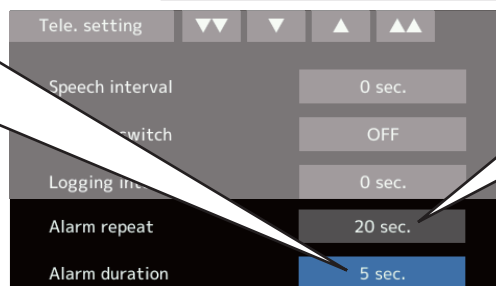 Tele. setting ▼▼ ▼ ▲ ▲▲
Speech interval 0 sec.
switch OFF
Logging 0 sec.
Alarm repeat 20 sec.
Alarm duration 5 sec.